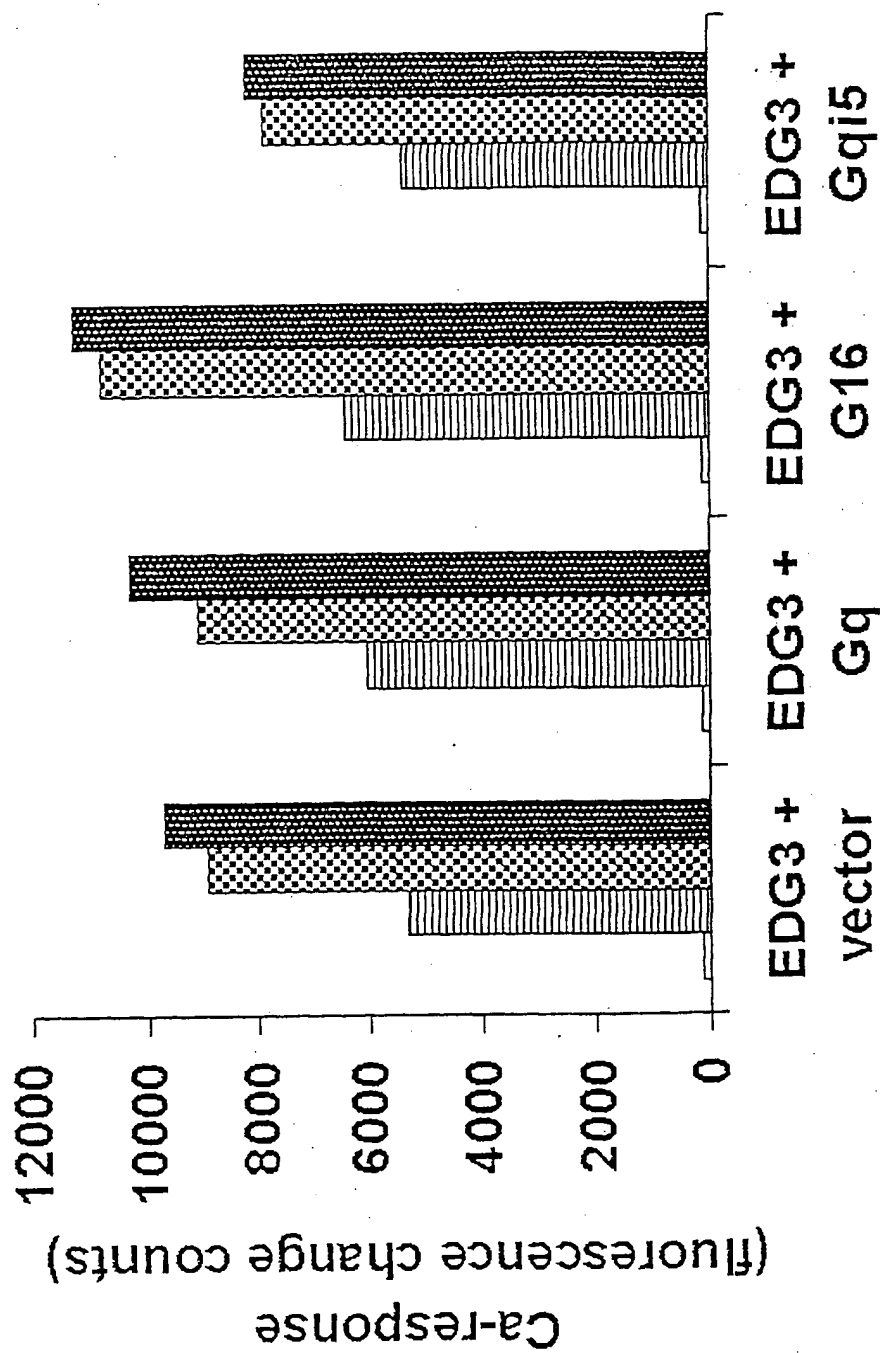 Ca-response
(fluorescence change counts)
12000
10000
8000
6000
4000
2000
0
EDG3 +
vector
EDG3 +
Gq
EDG3 +
G16
EDG3 +
Gqi5